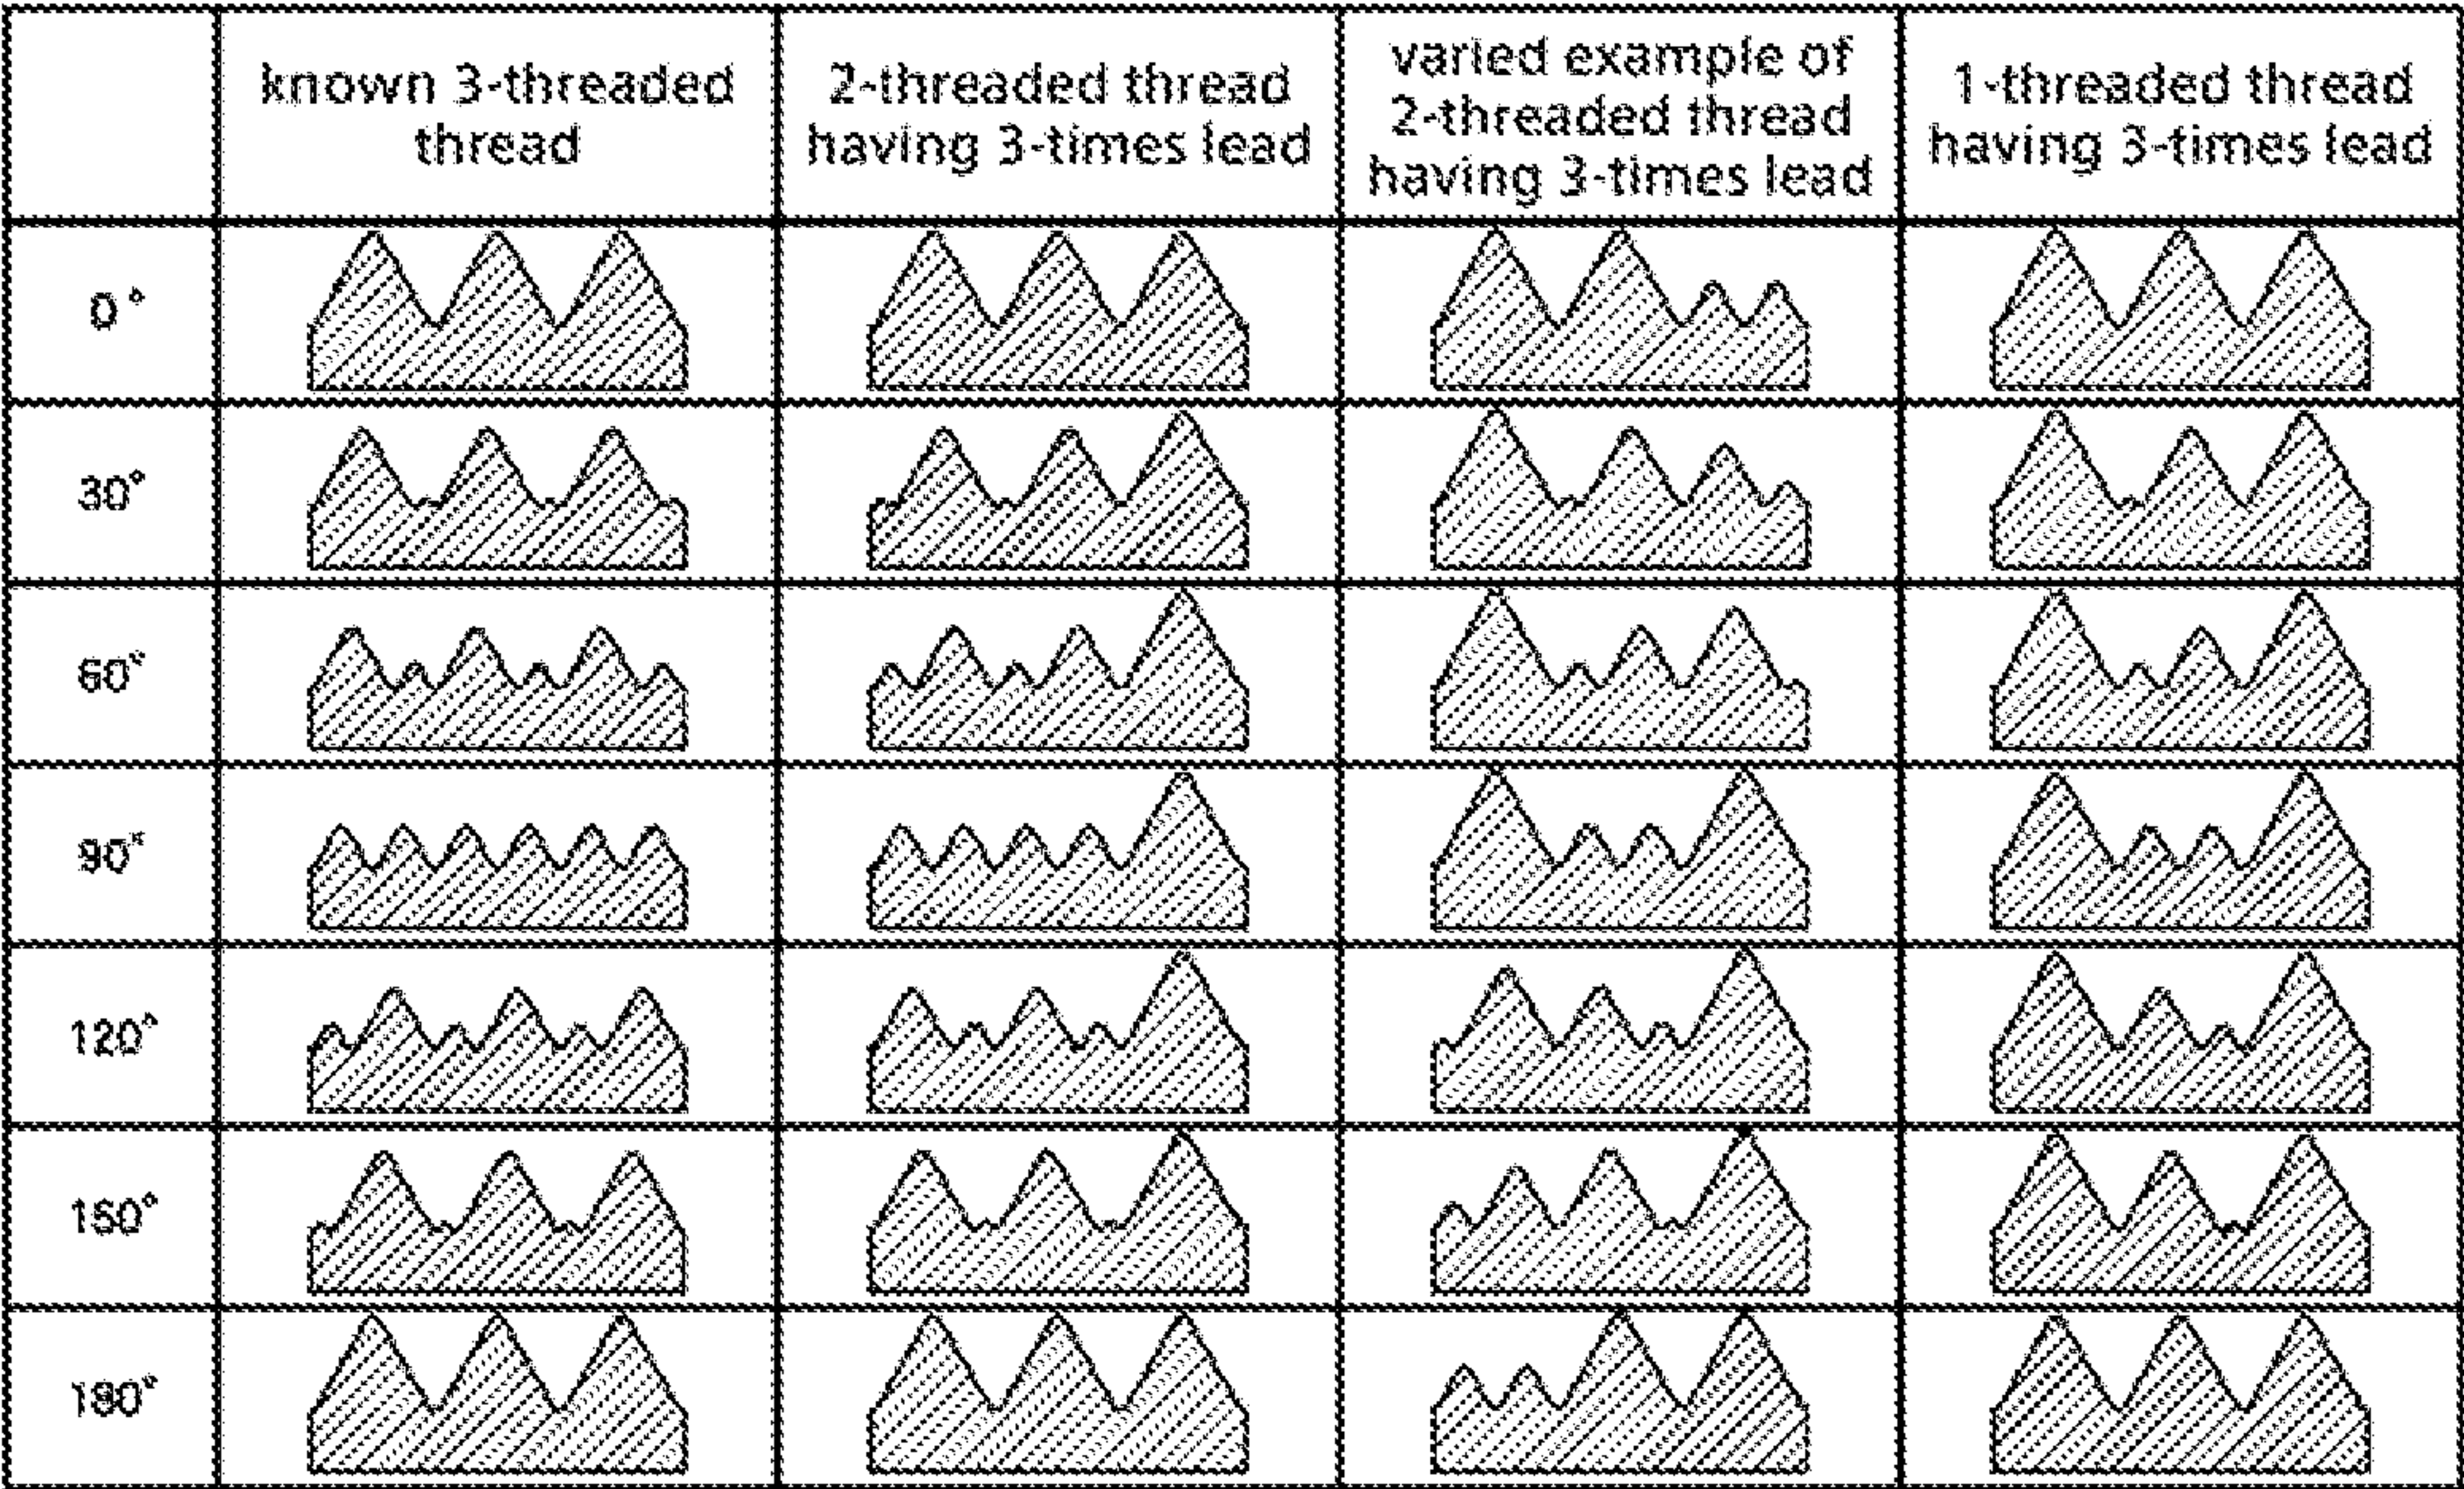 known 3-threaded
thread
2-threaded thread
having 3-times lead
varied example of
2-threaded thread
having 3-times lead
1-threaded thread
having 3-times lead
0°
30°
60°
90°
120°
150°
180°